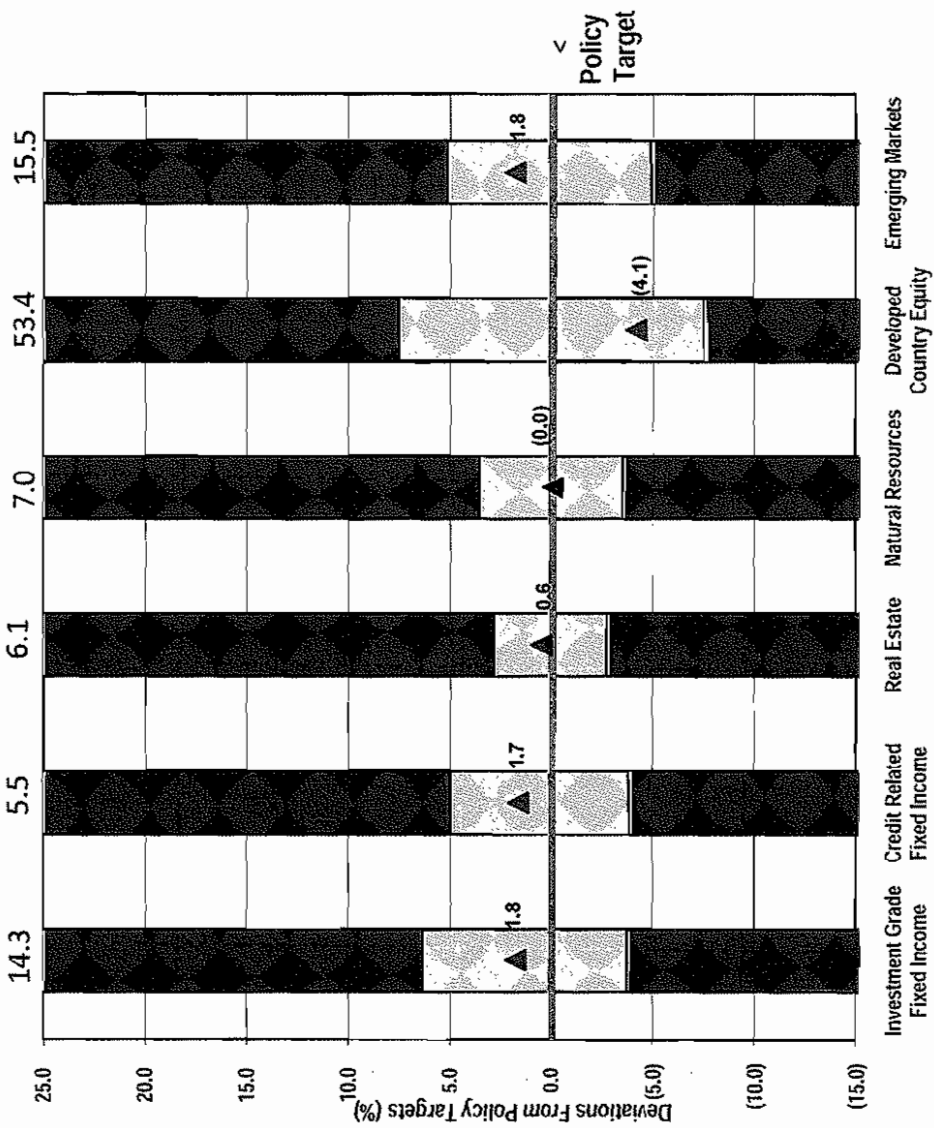 14.3
5.5
6.1
7.0
53.4
15.5
25.0
20.0
15.0
10.0
5.0
0.0
(5.0)
(10.0)
(15.0)
Deviations From Policy Targets (%)
1.8
1.7
0.6
(0.0)
(4.1)
1.8
<
Policy
Target
Investment Grade
Fixed Income
Credit Related
Fixed Income
Real Estate
Natural Resources
Developed
Country Equity
Emerging Markets